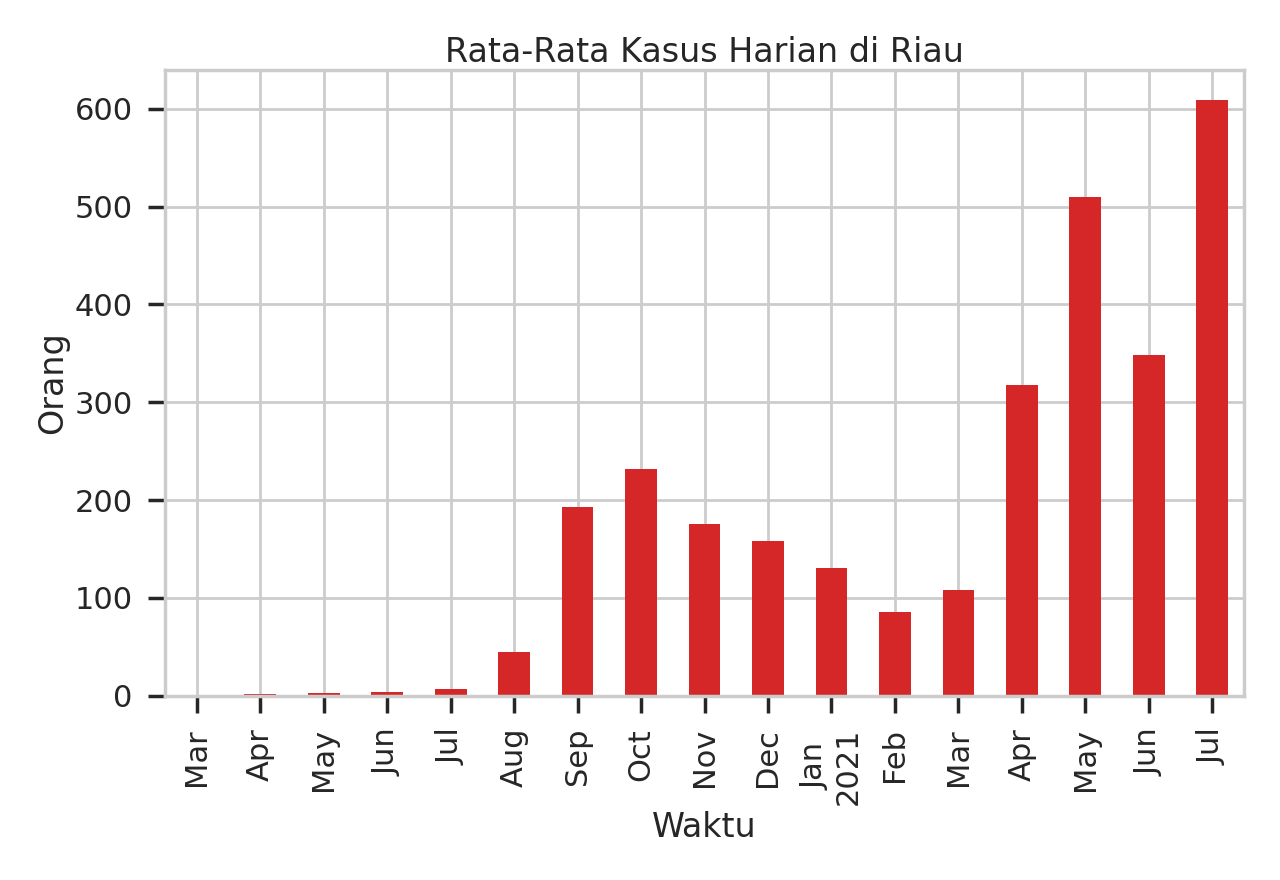 Rata-Rata Kasus Harian di Riau
600
500
400
300
200
100
0
Orang
Mar
Apr
May
Jun
Jul
Aug
Sep
Oct
Nov
Dec
Jan
2021
Feb
Mar
Apr
May
Jun
Jul
Waktu